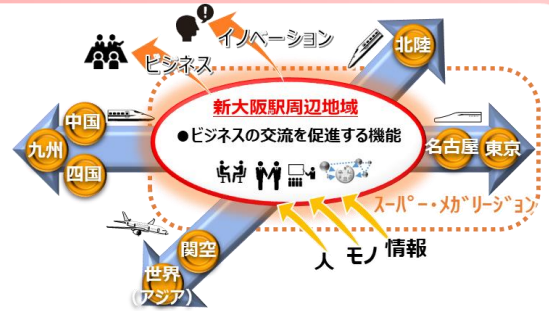 イノベーション
ビジネス
北陸
新大阪駅周辺地域
●ビジネスの交流を促進する機能
中国
九州
四国
名古屋
東京
スーパー・メガリージョン
関空
世界
(アジア)
人
モノ
情報